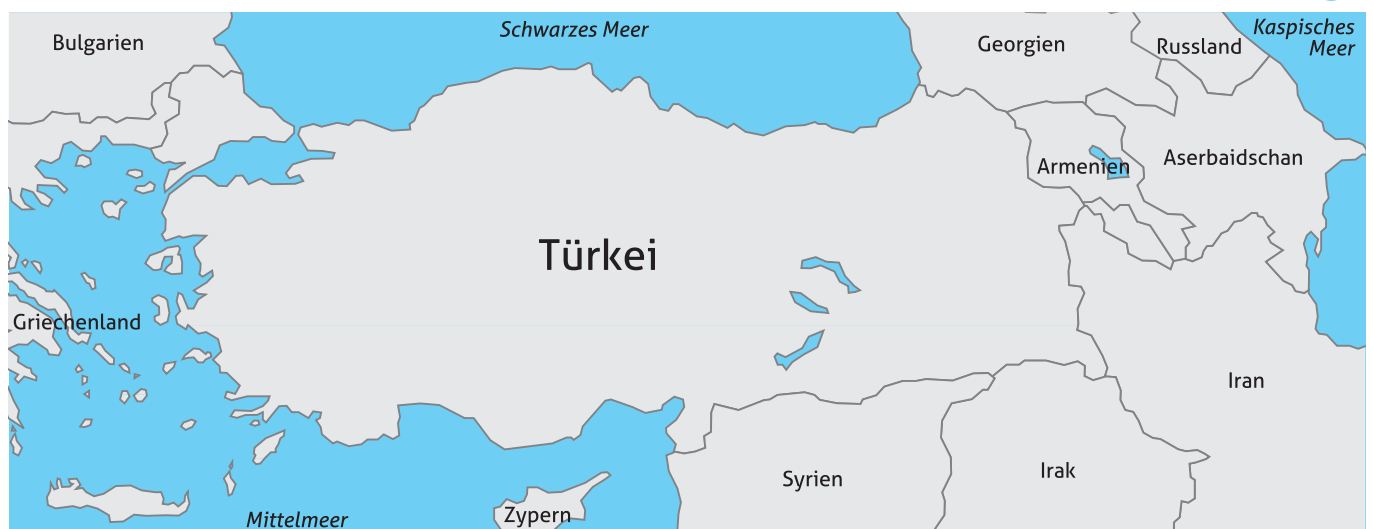 Bulgarien
Schwarzes Meer
Georgien
Russland
Kaspisches
Meer
Armenien
Aserbaidschan
Türkei
Griechenland
Iran
Syrien
Irak
Zypern
Mittelmeer